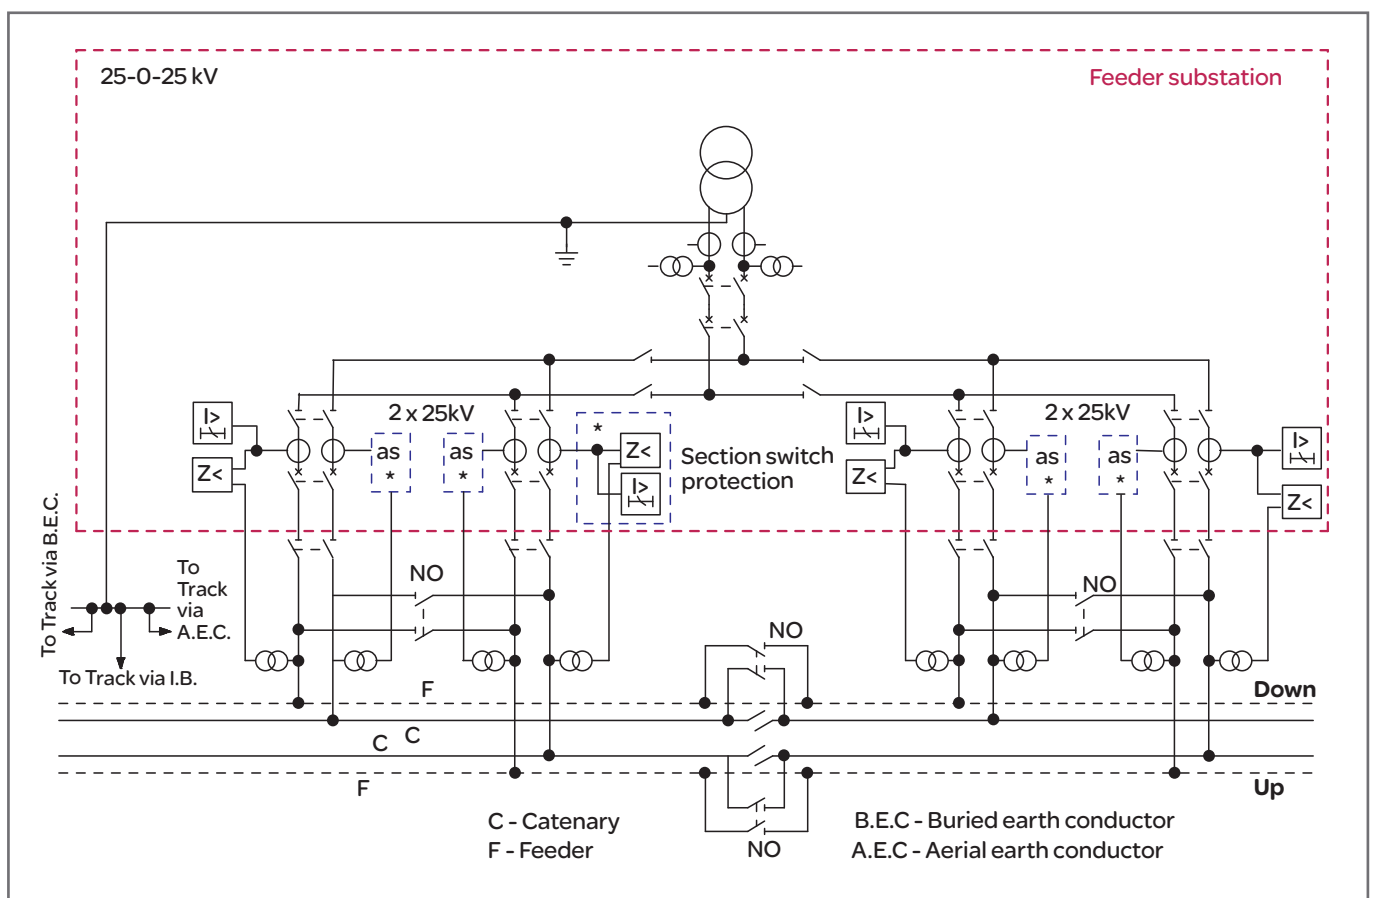 25-0-25 kV
Feeder substation
I>
2 x 25kV
*
I>
2 x 25kV
I>
as
*
as
*
Z<
Section switch
protection
as
*
as
*
Z<
I>
Z<
Z<
To Track via B.E.C.
To
Track
via
A.E.C.
NO
NO
To Track via I.B.
NO
F
Down
C
C
F
Up
C - Catenary
F - Feeder
NO
B.E.C - Buried earth conductor
A.E.C - Aerial earth conductor